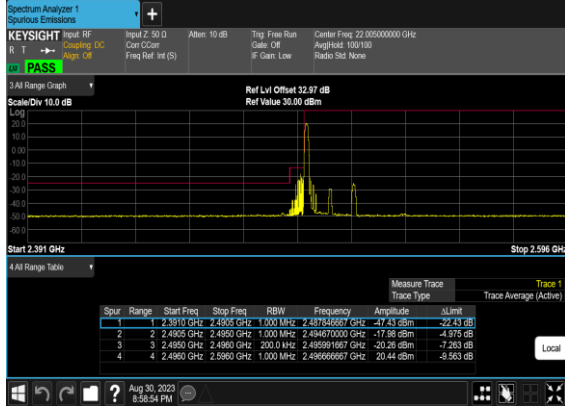 Spectrum Analyzer 1
Spurious Emissions
+
KEYSIGHT
R T
PASS
Input: RF
Coupling: DC
Align: Off
Input Z: 50 Ω
Corr CCorr
Freq Ref: Int (S)
Atten: 10 dB
Trig: Free Run
Gate: Off
IF Gain: Low
Center Freq: 22.005000000 GHz
Avg|Hold: 100/100
Radio Std: None
3 All Range Graph
Scale/Div 10.0 dB
Ref Lvl Offset 32.97 dB
Ref Value 30.00 dBm
Log
20.0
10.0
0.00
-10.0
-20.0
-30.0
-40.0
-50.0
-60.0
Start 2.391 GHz
Stop 2.596 GHz
4 All Range Table
Measure Trace Trace 1
Trace Type Trace Average (Active)
Spur Range Start Freq Stop Freq RBW Frequency Amplitude ΔLimit
1 1 2.3910 GHz 2.4905 GHz 1.000 MHz 2.487846667 GHz -47.43 dBm -22.43 dB
2 2 2.4905 GHz 2.4950 GHz 1.000 MHz 2.494670000 GHz -17.98 dBm -4.975 dB
3 3 2.4950 GHz 2.4960 GHz 200.0 kHz 2.495991667 GHz -20.26 dBm -7.263 dB
4 4 2.4960 GHz 2.5960 GHz 1.000 MHz 2.496666667 GHz 20.44 dBm -9.563 dB
Local
?
Aug 30, 2023
8:58:54 PM